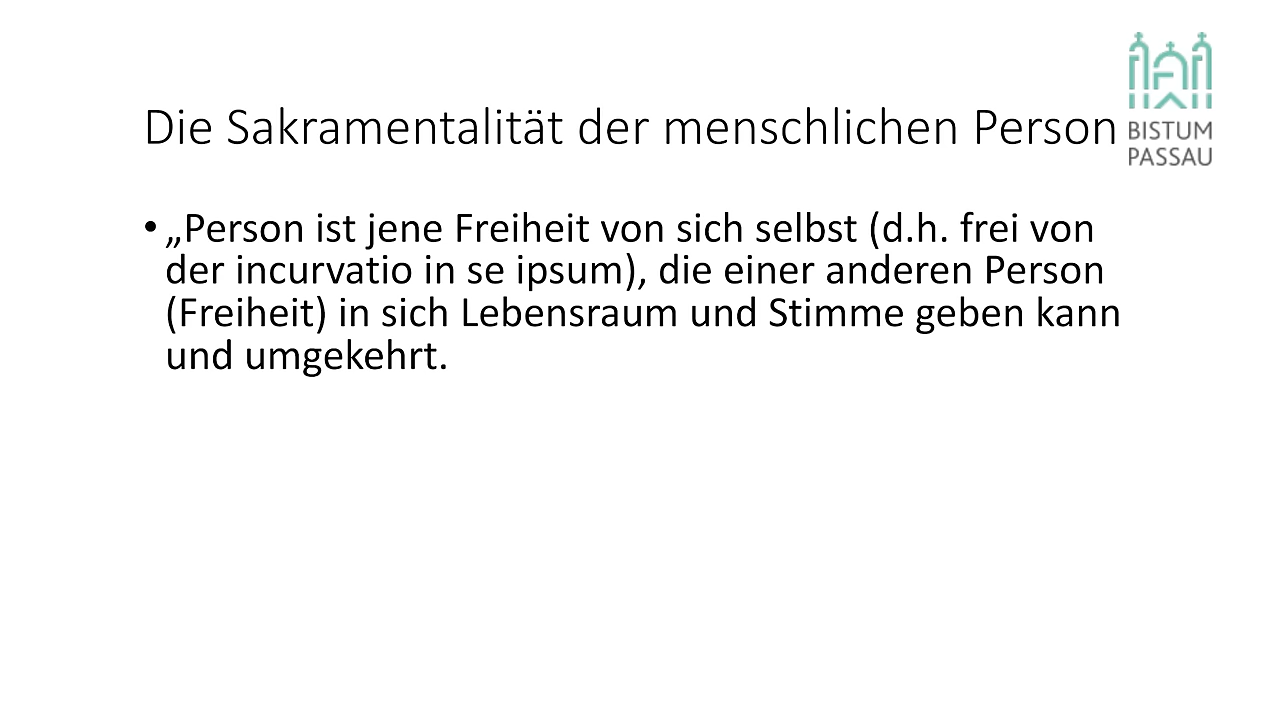 Die Sakramentalität der menschlichen Person
BISTUM
PASSAU
• „Person ist jene Freiheit von sich selbst (d.h. frei von
der incurvatio in se ipsum), die einer anderen Person
(Freiheit) in sich Lebensraum und Stimme geben kann
und umgekehrt.